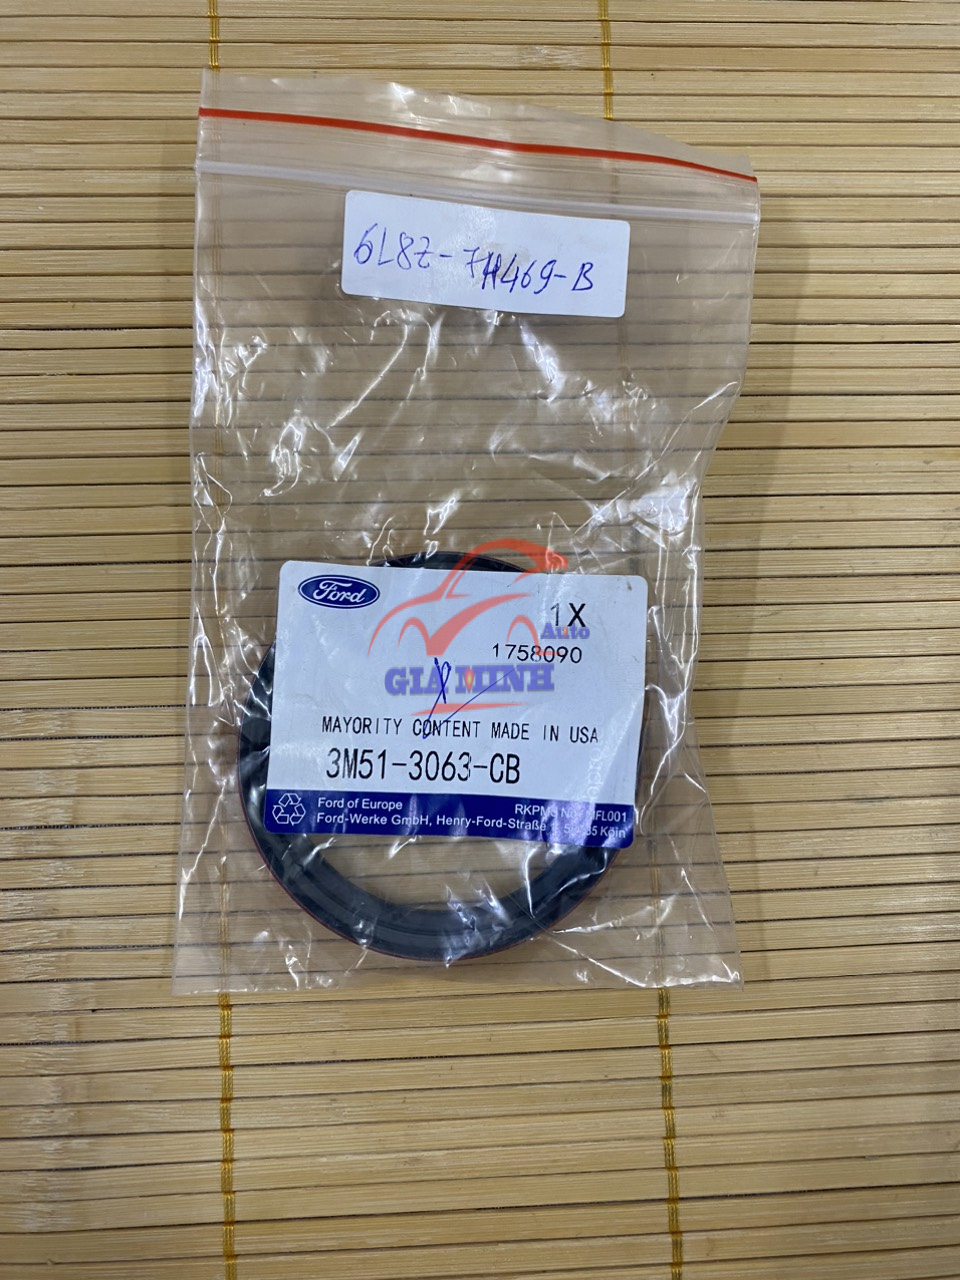 6L8Z-7H469-B
Ford
1X
Auto
1758090
GIA MINH
MAYORITY CONTENT MADE IN USA
3M51-3063-CB
Ford of Europe
Ford-Werke GmbH, Henry-Ford-Straße
Köln